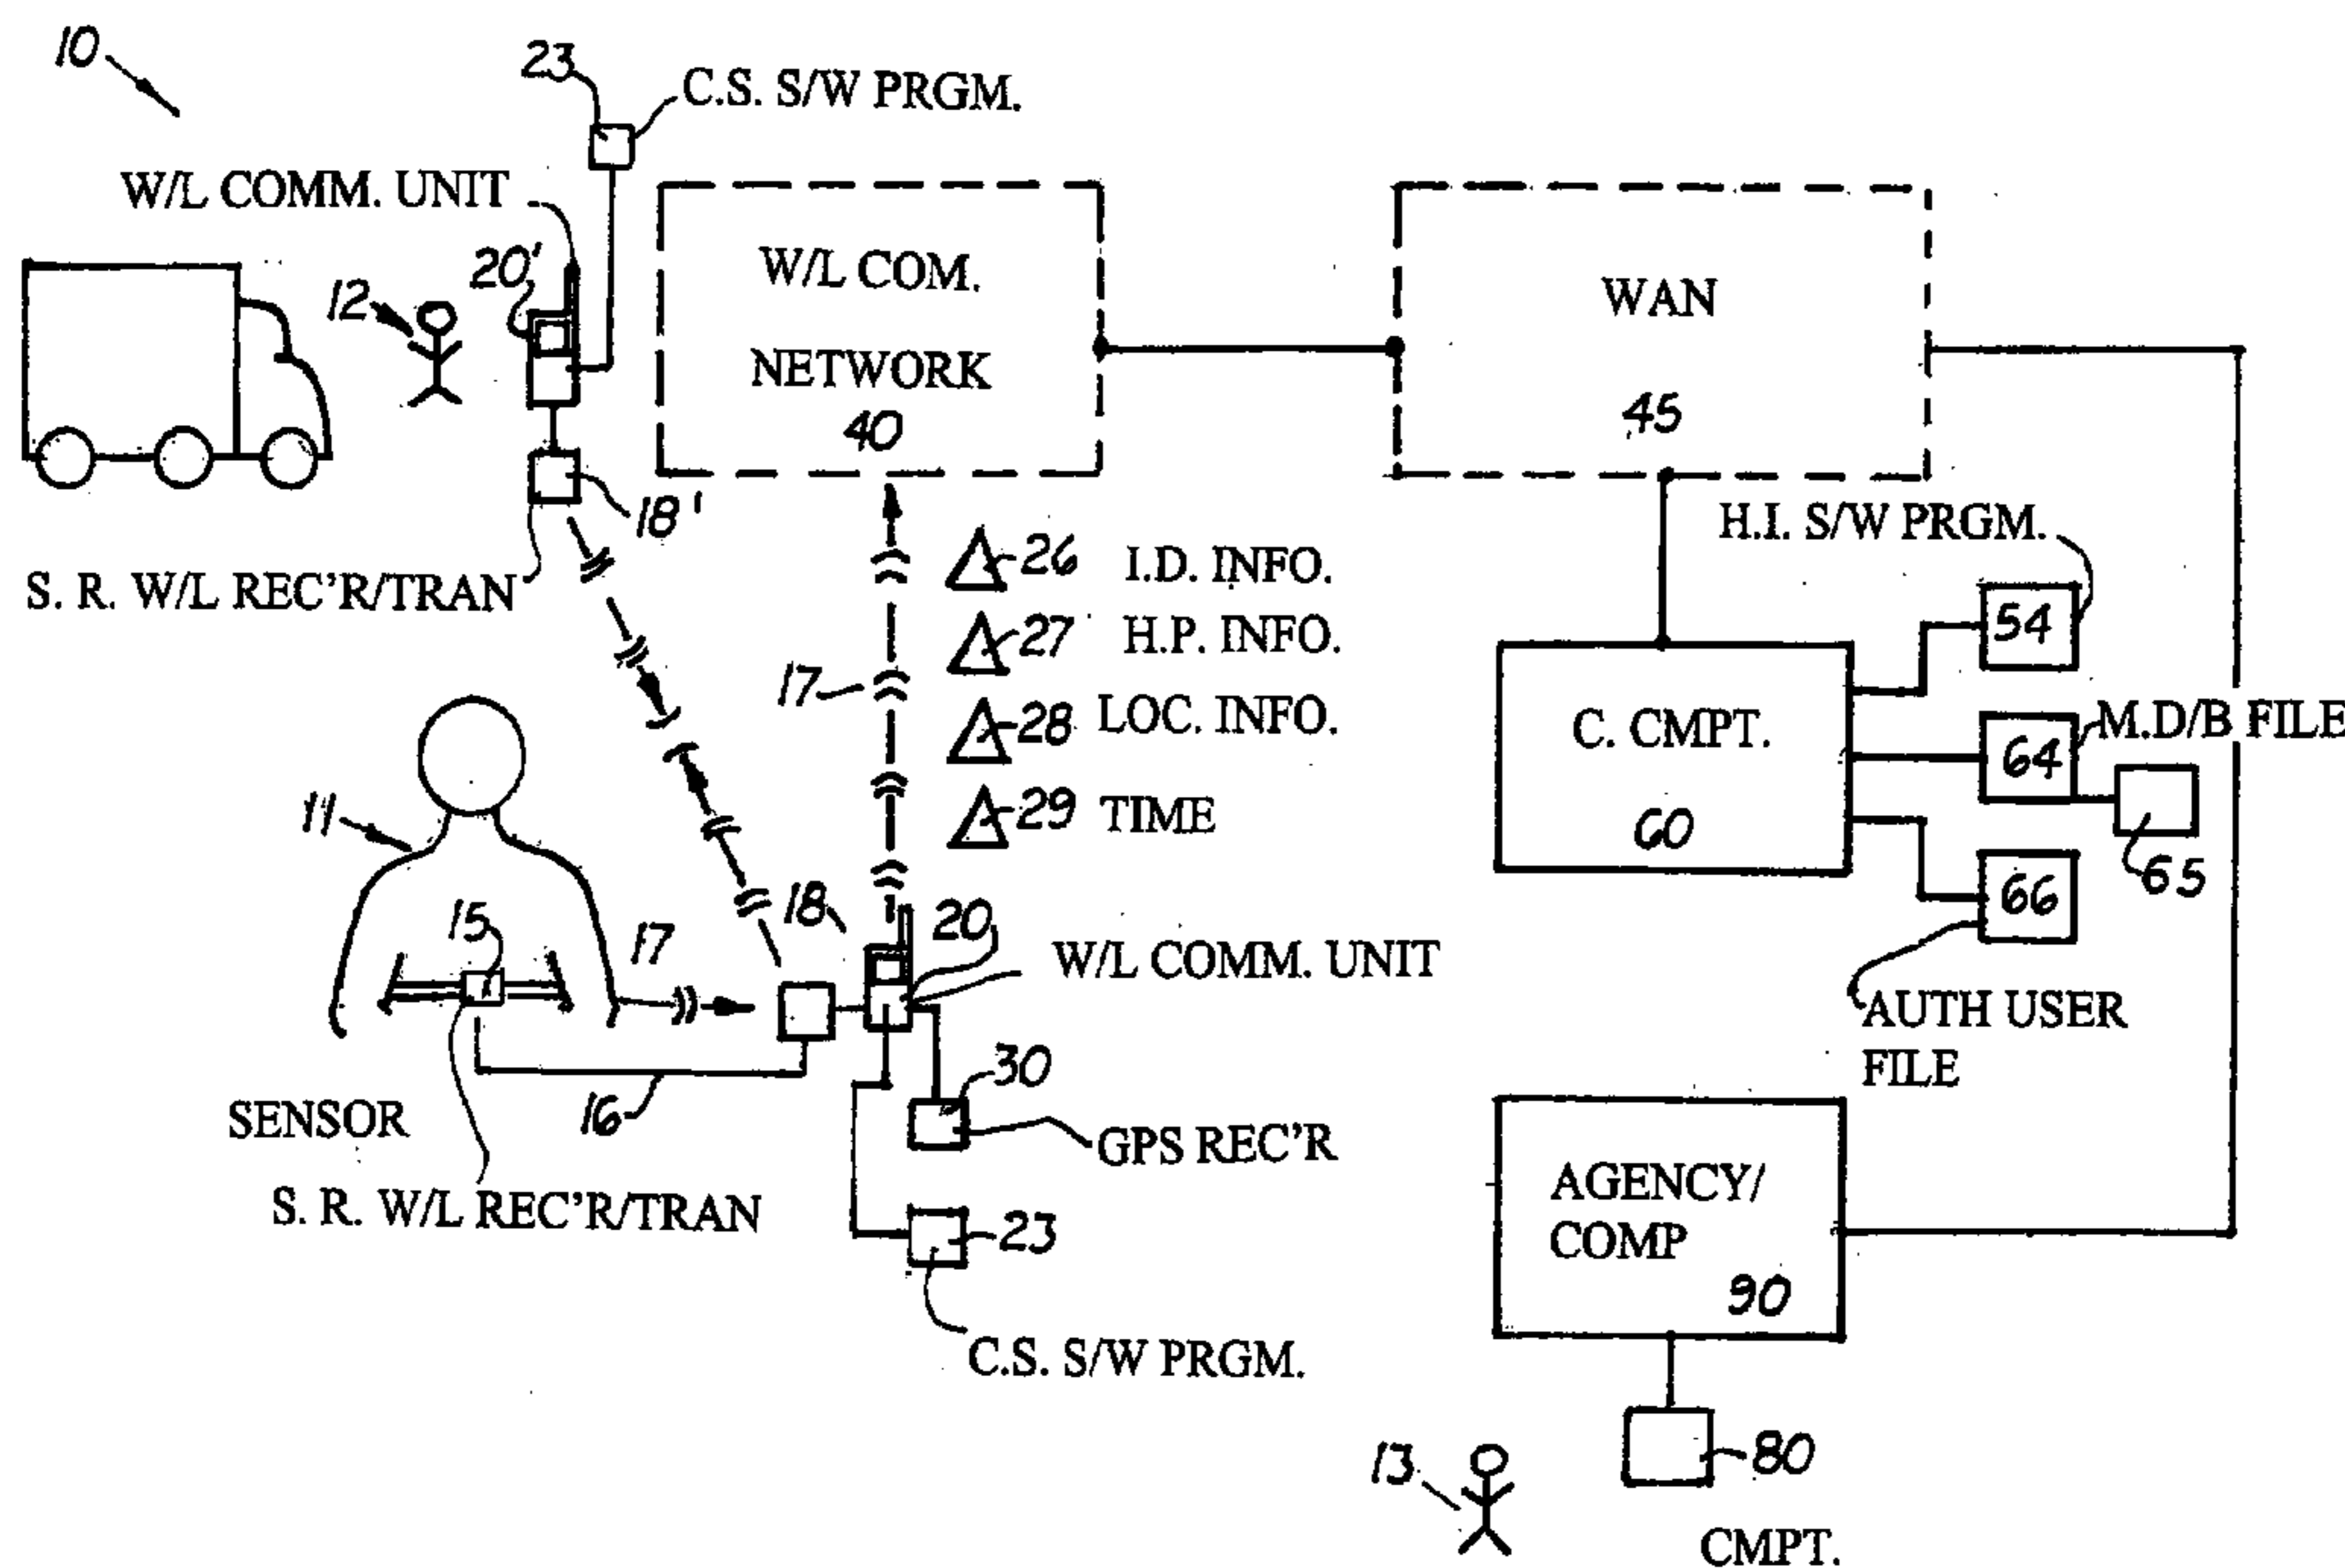 10
23
C.S. S/W PRGM.
W/L COMM. UNIT
20'
12
W/L COM.
NETWORK
40
WAN
45
18'
S. R. W/L REC'R/TRAN
26 I.D. INFO.
27 H.P. INFO.
28 LOC. INFO.
29 TIME
17
H.I. S/W PRGM.
54
C. CMPT.
60
M.D/B FILE
64
65
66
AUTH USER
FILE
11
15
17
18
20
W/L COMM. UNIT
16
30
GPS REC'R
SENSOR
S. R. W/L REC'R/TRAN
23
C.S. S/W PRGM.
AGENCY/
COMP
90
80
13
CMPT.